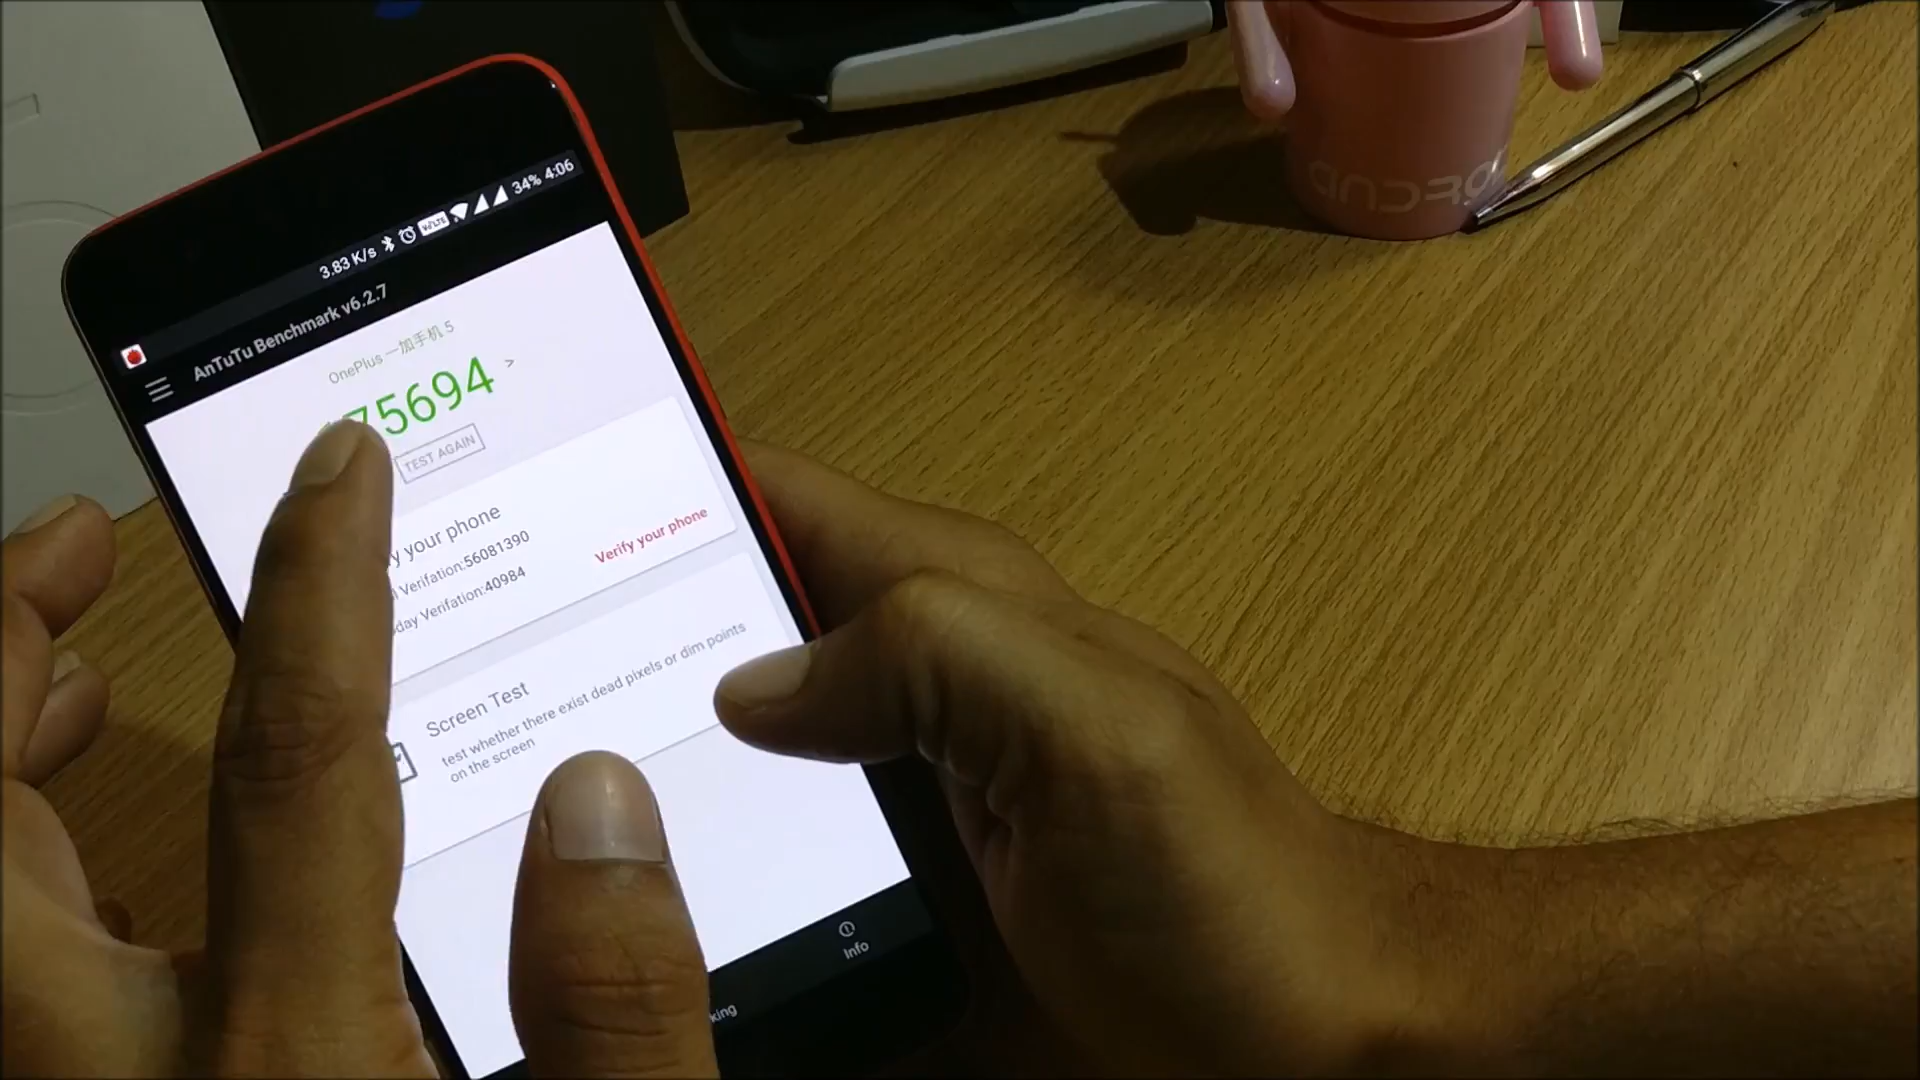 3.83 K/s VoLTE 34% 4:06
AnTuTu Benchmark v6.2.7
OnePlus 一加手机 5
75694 >
TEST AGAIN
your phone
Verifation:56081390
Verify your phone
Verifation:40984
Screen Test
test whether there exist dead pixels or dim points
on the screen
Info